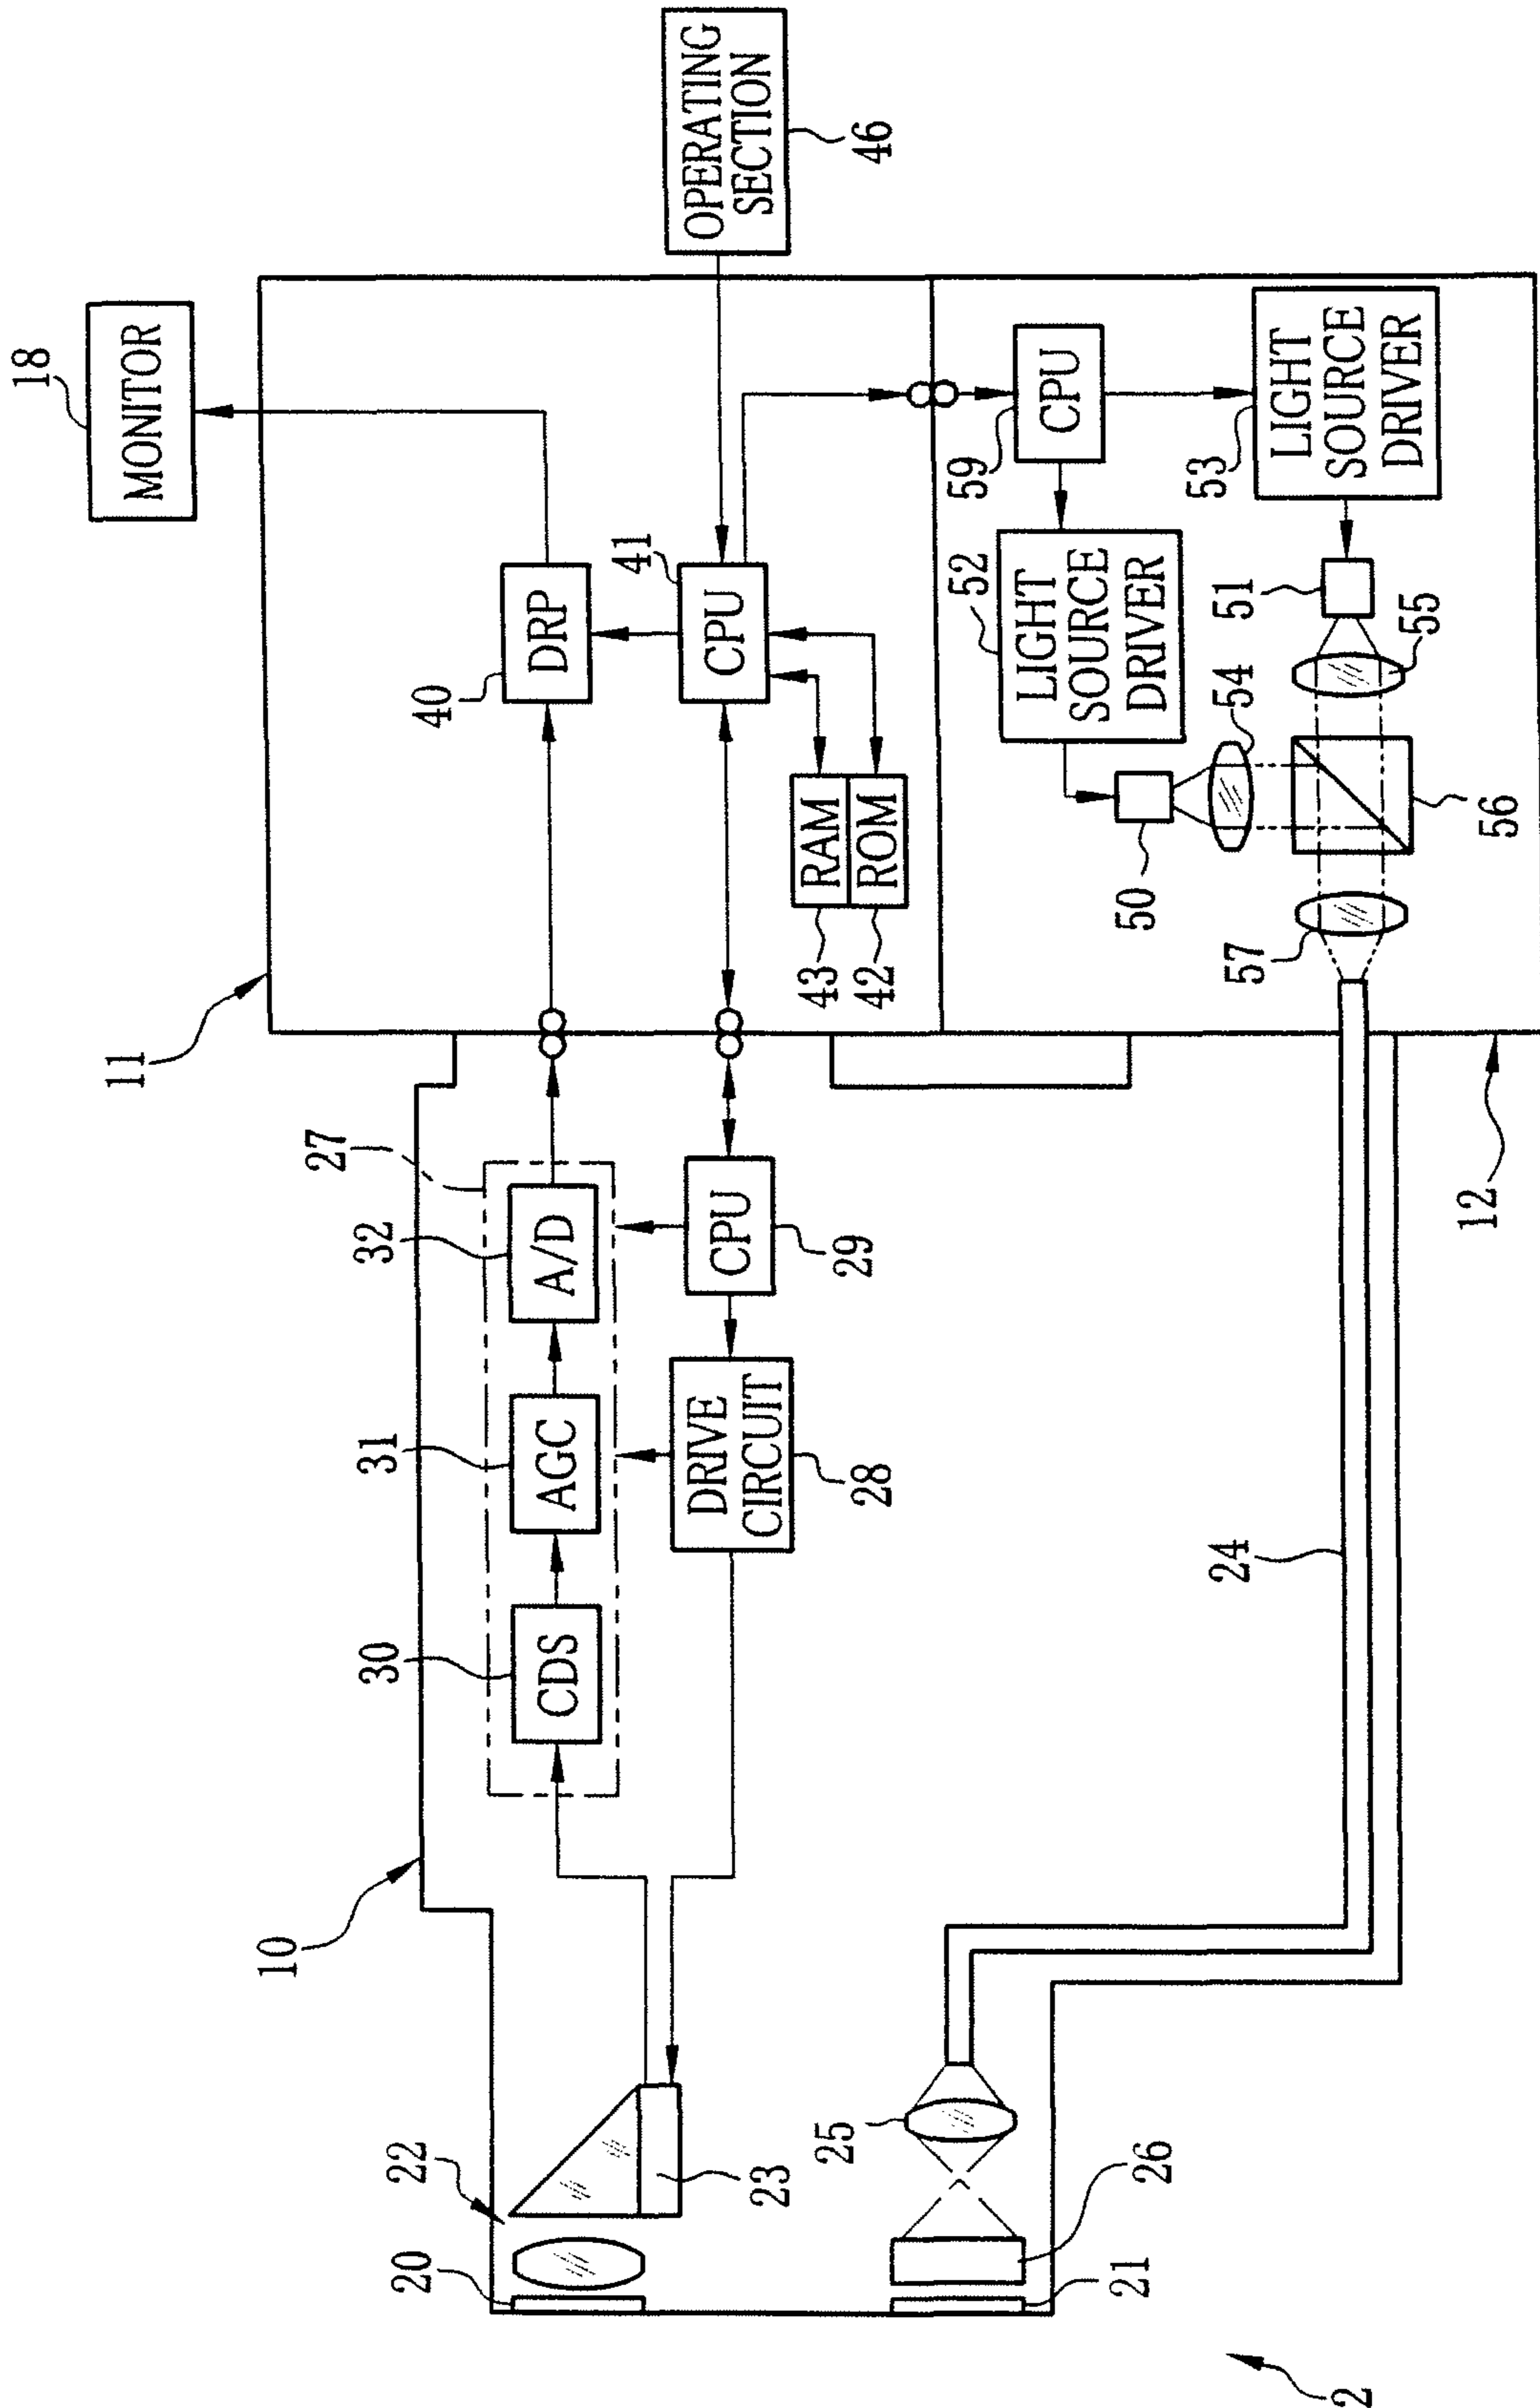 2
10
11
12
18
MONITOR
OPERATING
SECTION
46
40
DRP
41
CPU
RAM
ROM
43
42
27
32
A/D
31
AGC
30
CDS
CPU
29
DRIVE
CIRCUIT
28
22
20
23
25
26
21
24
59
CPU
52
LIGHT
SOURCE
DRIVER
53
LIGHT
SOURCE
DRIVER
51
55
54
50
56
57